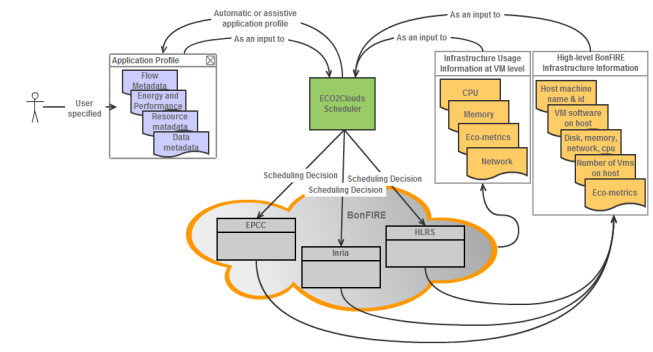 Automatic or assistive
application profile
As an input to
As an input to
As an input to
Application Profile
Flow
Metadata
Energy and
Performance
Resource
matadata
Data
metadata
User
specified
ECO2Clouds
Scheduler
Infrastructure Usage
Information at VM level
CPU
Memory
Eco-metrics
Network
High-level BonFIRE
Infrastructure Information
Host machine
name & id
VM software
on host
Disk, memory,
network, cpu
Number of Vms
on host
Eco-metrics
Scheduling Decision
Scheduling Decision
Scheduling Decision
BonFIRE
EPCC
Inria
HLRS